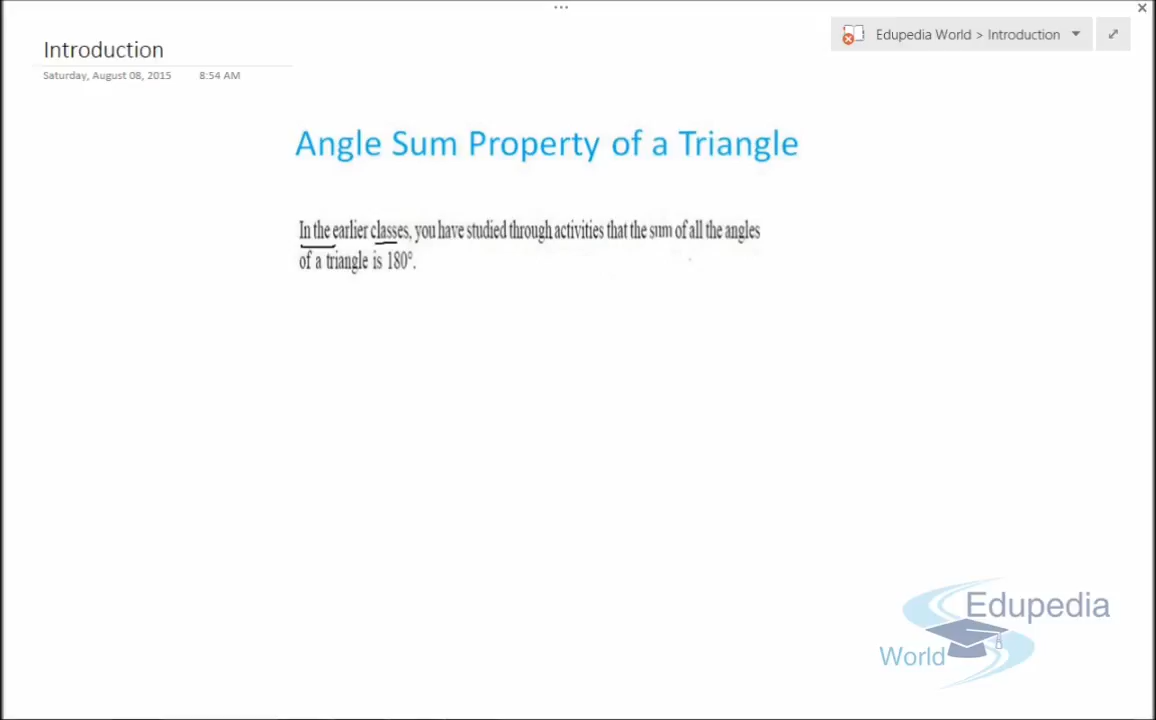 Introduction
Saturday, August 08, 2015 8:54 AM
Edupedia World > Introduction
Angle Sum Property of a Triangle
In the earlier classes, you have studied through activities that the sum of all the angles
of a triangle is 180°.
Edupedia
World